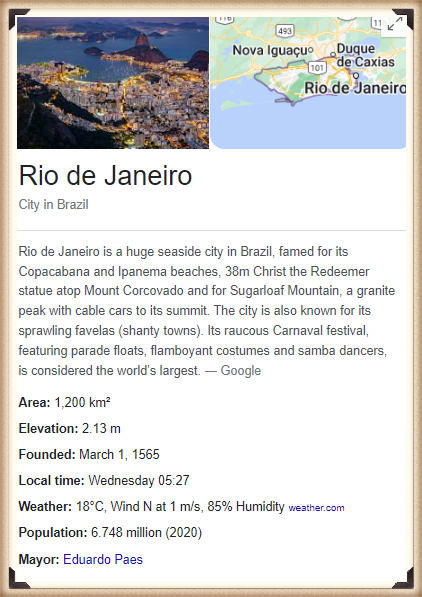 116
493
Nova Iguaçu
Duque
de Caxias
101
Rio de Janeiro
Rio de Janeiro
City in Brazil
Rio de Janeiro is a huge seaside city in Brazil, famed for its
Copacabana and Ipanema beaches, 38m Christ the Redeemer
statue atop Mount Corcovado and for Sugarloaf Mountain, a granite
peak with cable cars to its summit. The city is also known for its
sprawling favelas (shanty towns). Its raucous Carnaval festival,
featuring parade floats, flamboyant costumes and samba dancers,
is considered the world’s largest. — Google
Area: 1,200 km²
Elevation: 2.13 m
Founded: March 1, 1565
Local time: Wednesday 05:27
Weather: 18°C, Wind N at 1 m/s, 85% Humidity weather.com
Population: 6.748 million (2020)
Mayor: Eduardo Paes